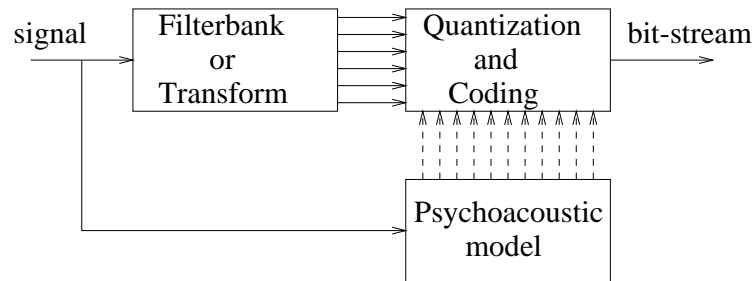 signal
Filterbank
or
Transform
Quantization
and
Coding
bit-stream
Psychoacoustic
model